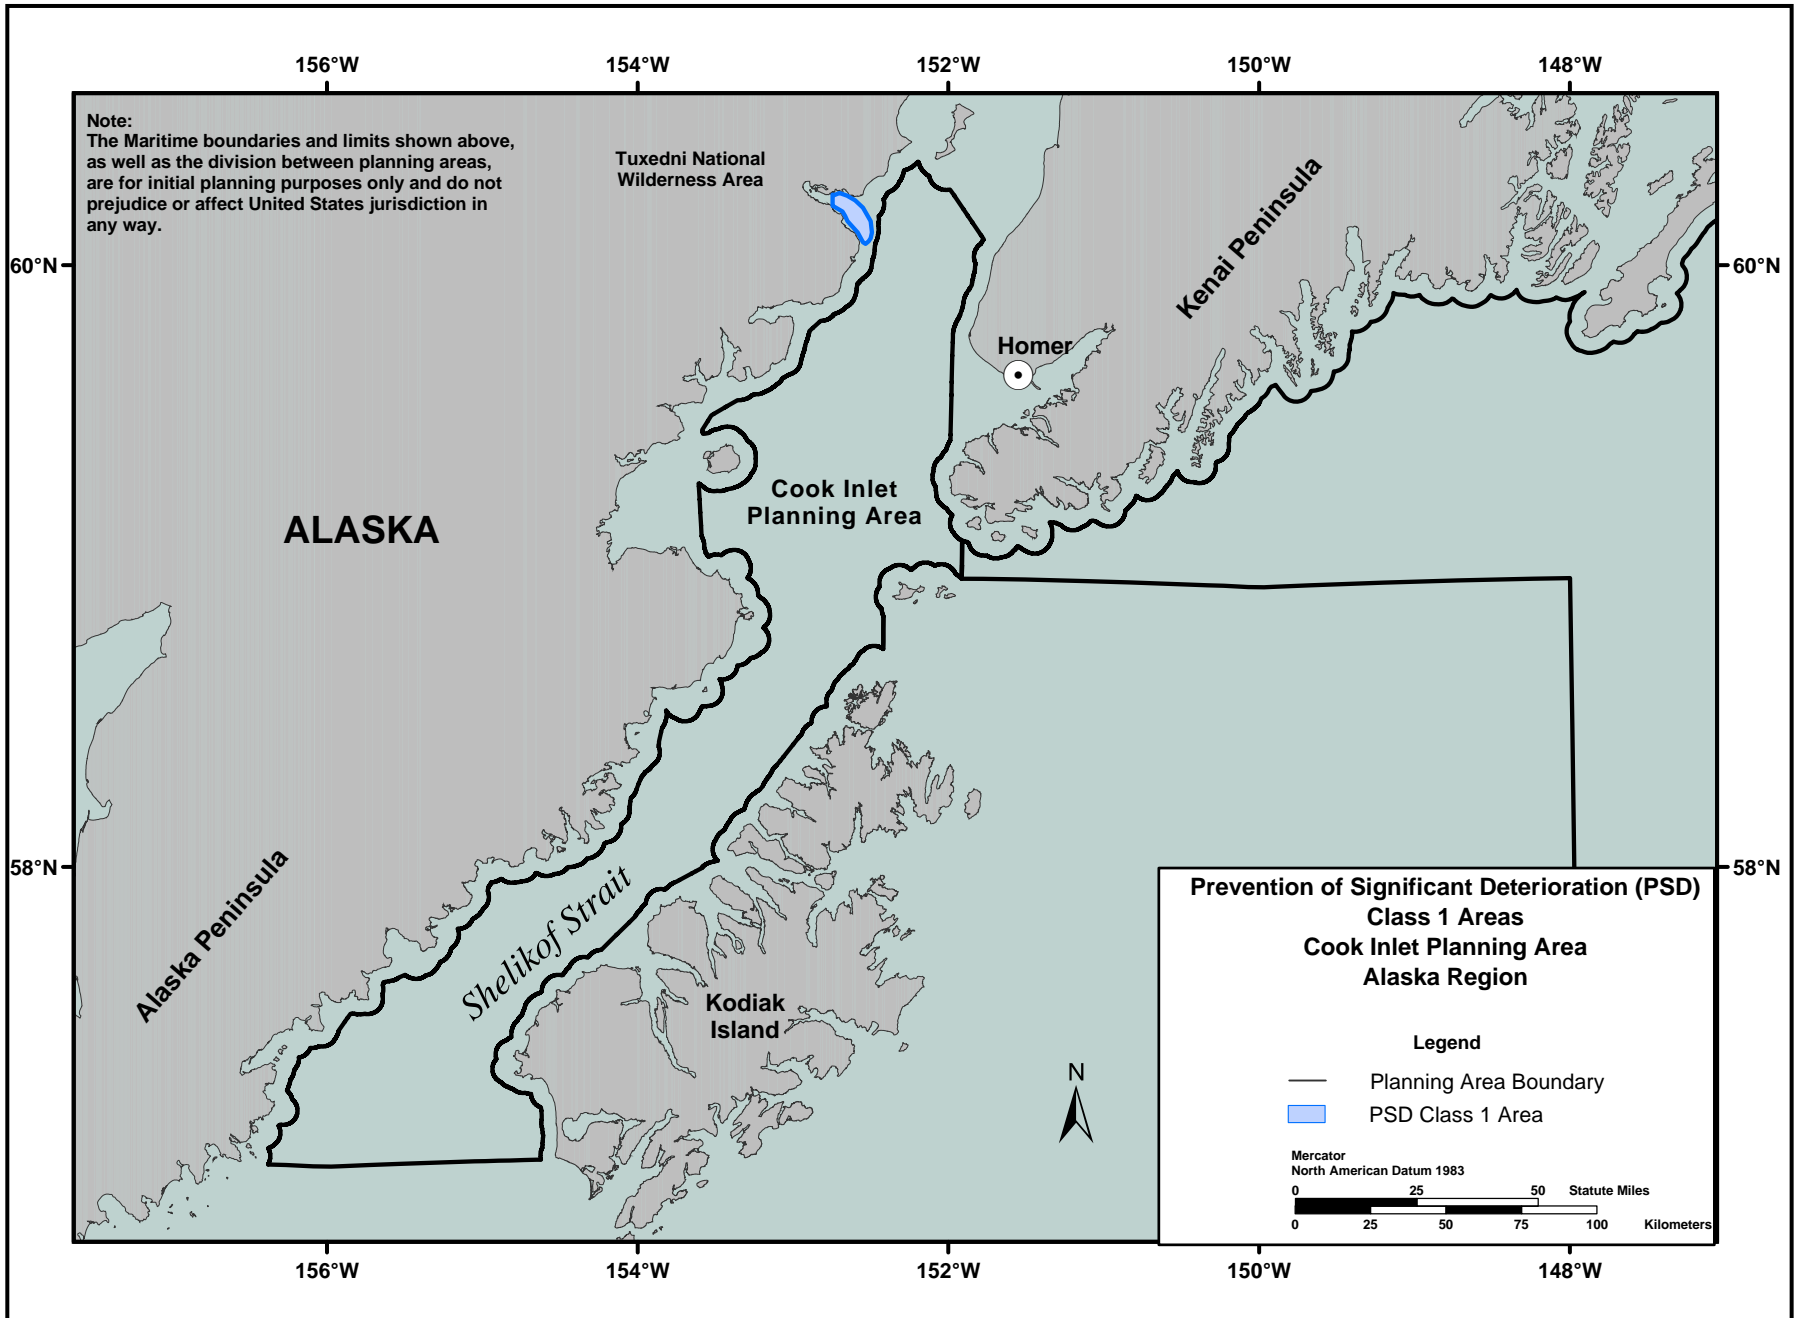 156°W
154°W
152°W
150°W
148°W
Note:
The Maritime boundaries and limits shown above,
as well as the division between planning areas,
are for initial planning purposes only and do not
prejudice or affect United States jurisdiction in
any way.
Tuxedni National
Wilderness Area
60°N
60°N
Kenai Peninsula
Homer
Cook Inlet
Planning Area
ALASKA
58°N
58°N
Alaska Peninsula
Shelikof Strait
Kodiak
Island
N
Prevention of Significant Deterioration (PSD)
Class 1 Areas
Cook Inlet Planning Area
Alaska Region
Legend
Planning Area Boundary
PSD Class 1 Area
Mercator
North American Datum 1983
0 25 50 Statute Miles
0 25 50 75 100 Kilometers
156°W
154°W
152°W
150°W
148°W